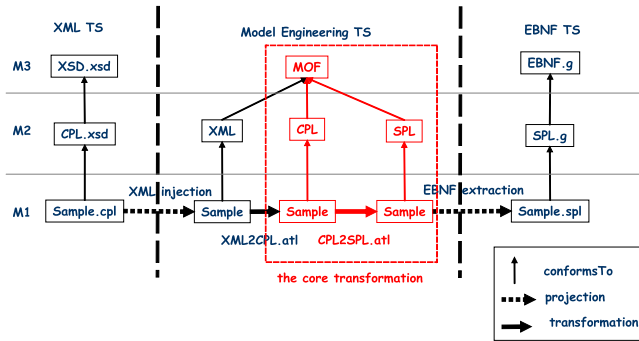 XML TS
Model Engineering TS
EBNF TS
M3
XSD.xsd
MOF
EBNF.g
M2
CPL.xsd
XML
CPL
SPL
SPL.g
XML injection
EBNF extraction
M1
Sample.cpl
Sample
Sample
Sample
Sample.spl
XML2CPL.atl
CPL2SPL.atl
the core transformation
conformsTo
projection
transformation